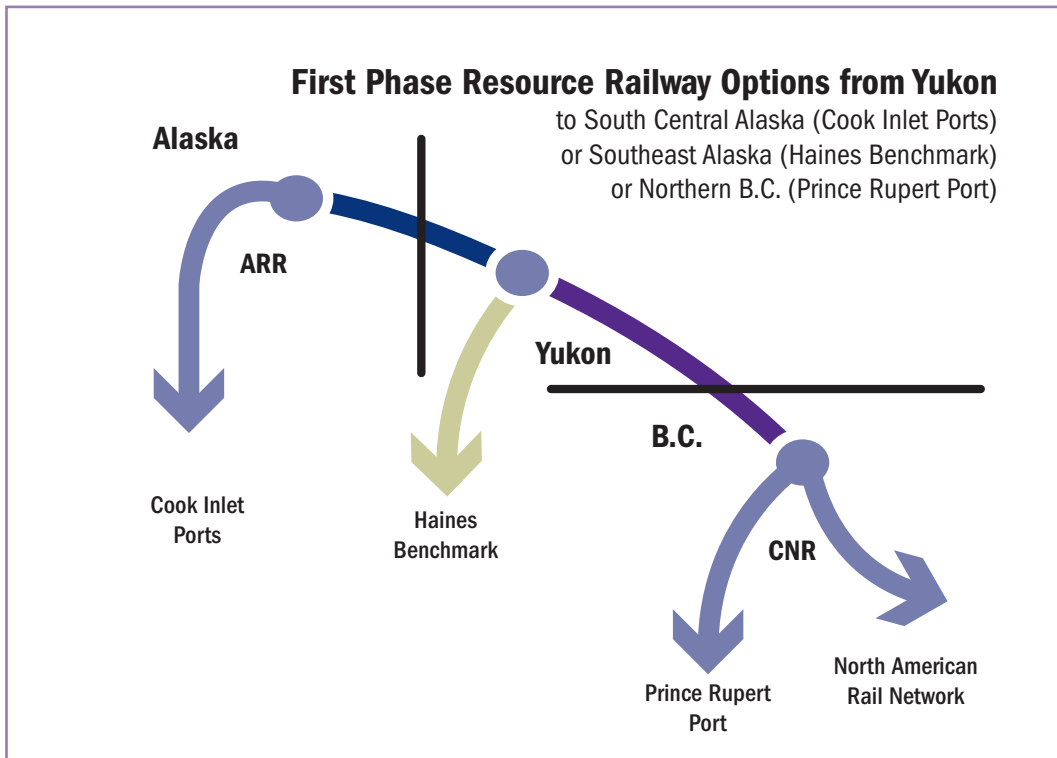 First Phase Resource Railway Options from Yukon
to South Central Alaska (Cook Inlet Ports)
or Southeast Alaska (Haines Benchmark)
or Northern B.C. (Prince Rupert Port)
Alaska
ARR
Yukon
B.C.
Cook Inlet
Ports
Haines
Benchmark
CNR
Prince Rupert
Port
North American
Rail Network